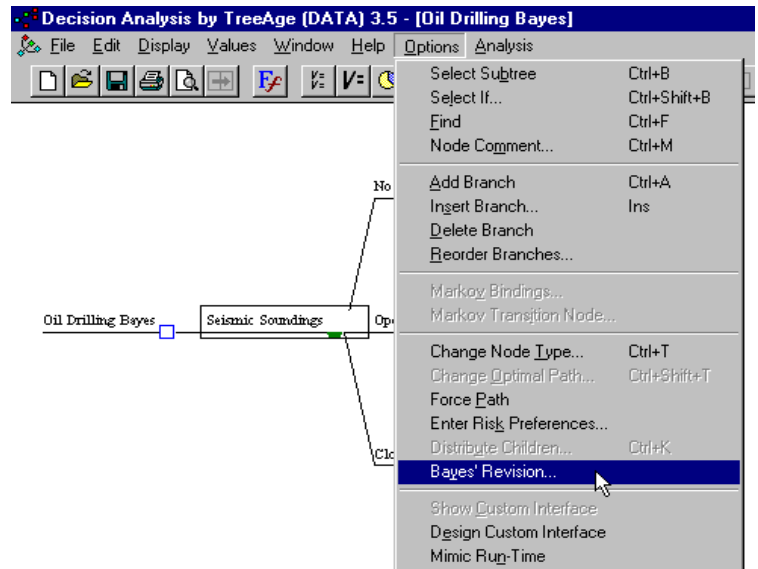 Decision Analysis by TreeAge (DATA) 3.5 - [Oil Drilling Bayes]
File Edit Display Values Window Help Options Analysis
Ff V= V= V=
Select Subtree Ctrl+B
Select If... Ctrl+Shift+B
Find Ctrl+F
Node Comment... Ctrl+M
Add Branch Ctrl+A
Insert Branch... Ins
Delete Branch
Reorder Branches...
Markov Bindings...
Markov Transition Node...
Change Node Type... Ctrl+T
Change Optimal Path... Ctrl+Shift+T
Force Path
Enter Risk Preferences...
Distribute Children... Ctrl+K
Bayes' Revision...
Show Custom Interface
Design Custom Interface
Mimic Run-Time
No
Oil Drilling Bayes Seismic Soundings Ope
Clo